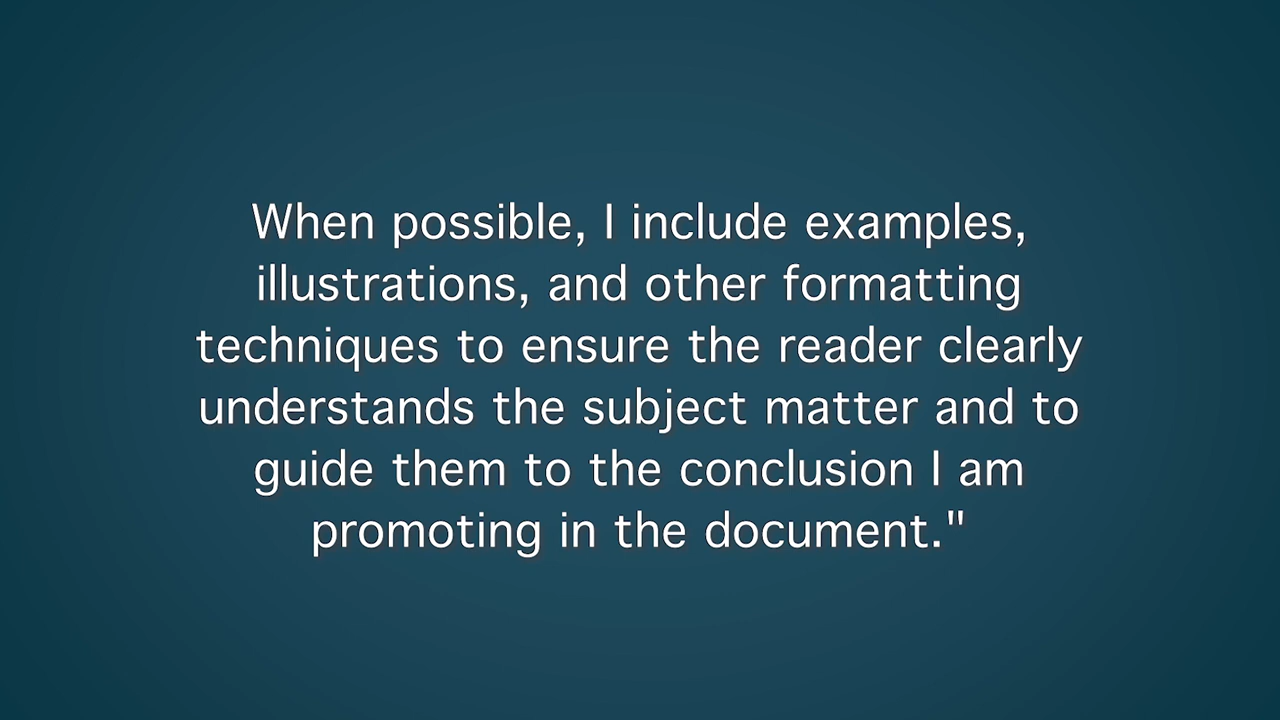 When possible, I include examples,
illustrations, and other formatting
techniques to ensure the reader clearly
understands the subject matter and to
guide them to the conclusion I am
promoting in the document."